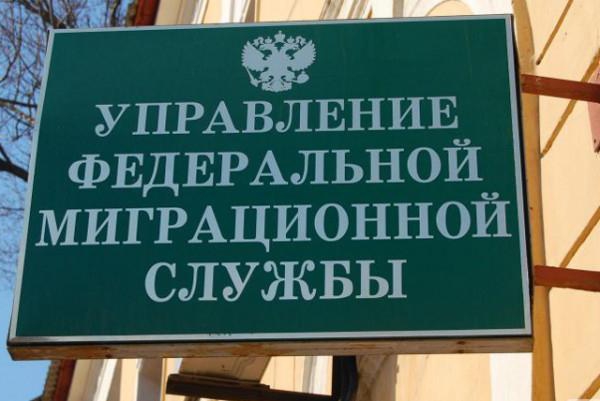 УПРАВЛЕНИЕ
ФЕДЕРАЛЬНОЙ
МИГРАЦИОННОЙ
СЛУЖБЫ